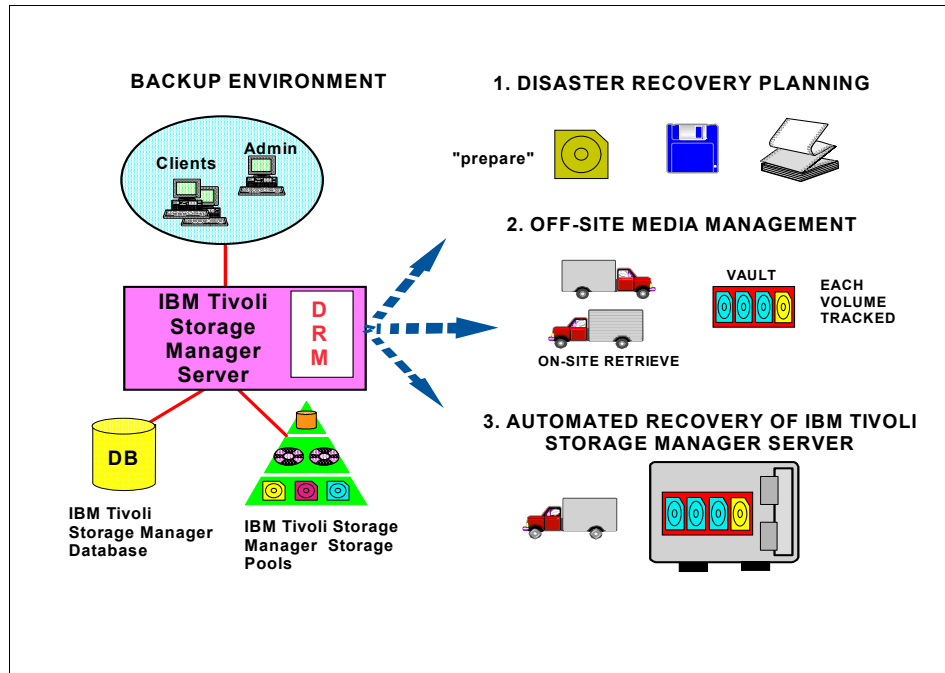 BACKUP ENVIRONMENT
Admin
Clients
IBM Tivoli
Storage
Manager
Server
D
R
M
DB
IBM Tivoli
Storage Manager
Database
IBM Tivoli Storage
Manager Storage
Pools
1. DISASTER RECOVERY PLANNING
"prepare"
2. OFF-SITE MEDIA MANAGEMENT
VAULT
EACH
VOLUME
TRACKED
ON-SITE RETRIEVE
3. AUTOMATED RECOVERY OF IBM TIVOLI
STORAGE MANAGER SERVER